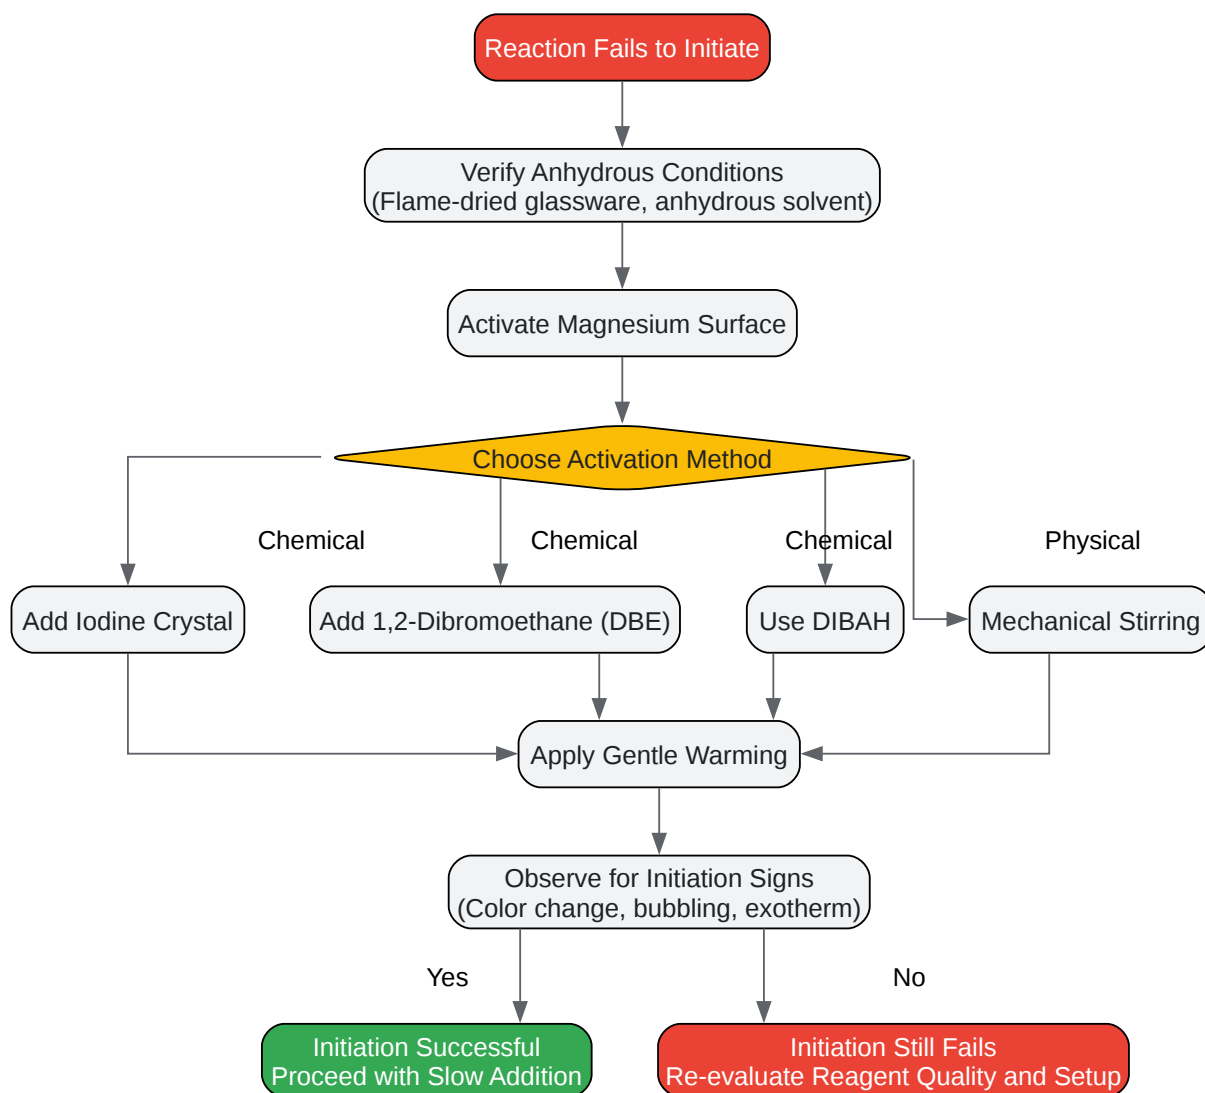 Reaction Fails to Initiate
Verify Anhydrous Conditions
(Flame-dried glassware, anhydrous solvent)
Activate Magnesium Surface
Choose Activation Method
Chemical
Chemical
Chemical
Physical
Add Iodine Crystal
Add 1,2-Dibromoethane (DBE)
Use DIBAH
Mechanical Stirring
Apply Gentle Warming
Observe for Initiation Signs
(Color change, bubbling, exotherm)
Yes
No
Initiation Successful
Proceed with Slow Addition
Initiation Still Fails
Re-evaluate Reagent Quality and Setup